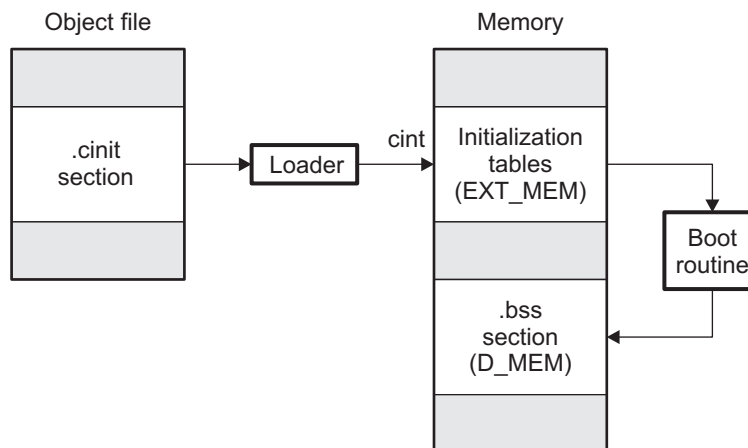 Object file
Memory
.cinit
section
Loader
cint
Initialization
tables
(EXT_MEM)
Boot
routine
.bss
section
(D_MEM)